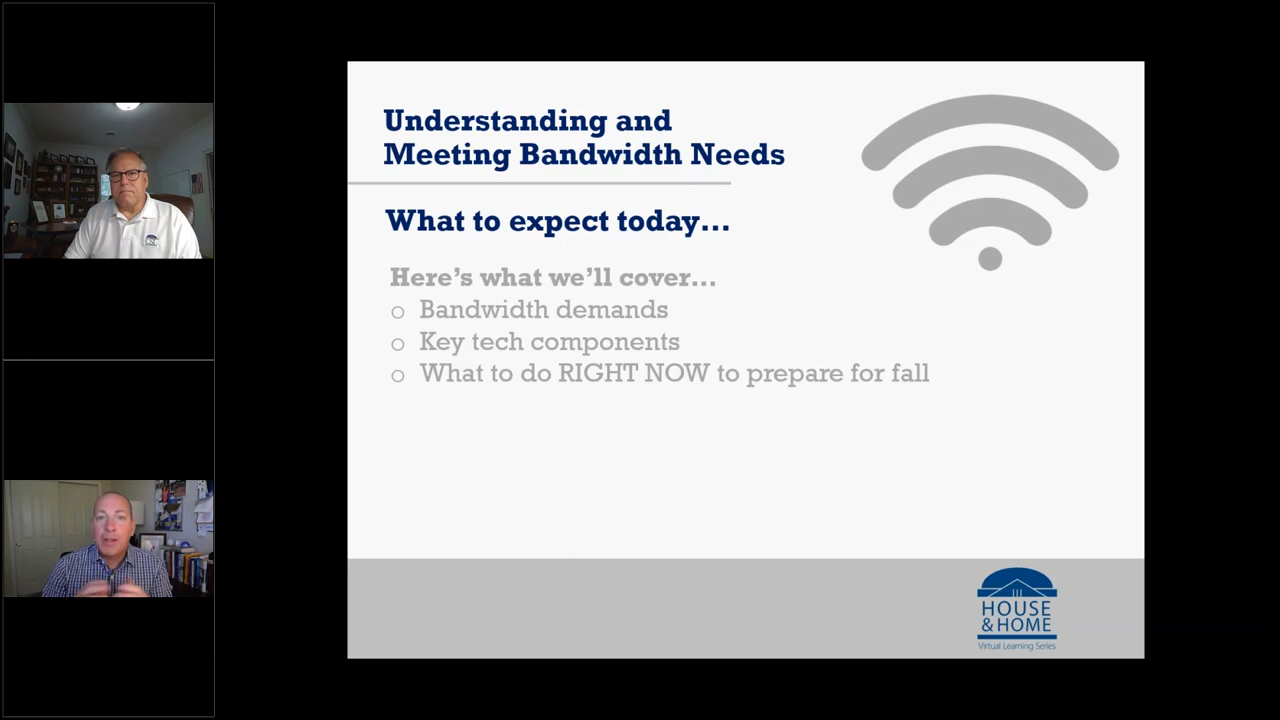 Understanding and
Meeting Bandwidth Needs
What to expect today...
Here's what we'll cover...
o Bandwidth demands
o Key tech components
o What to do RIGHT NOW to prepare for fall
HOUSE
& HOME
Virtual Learning Series